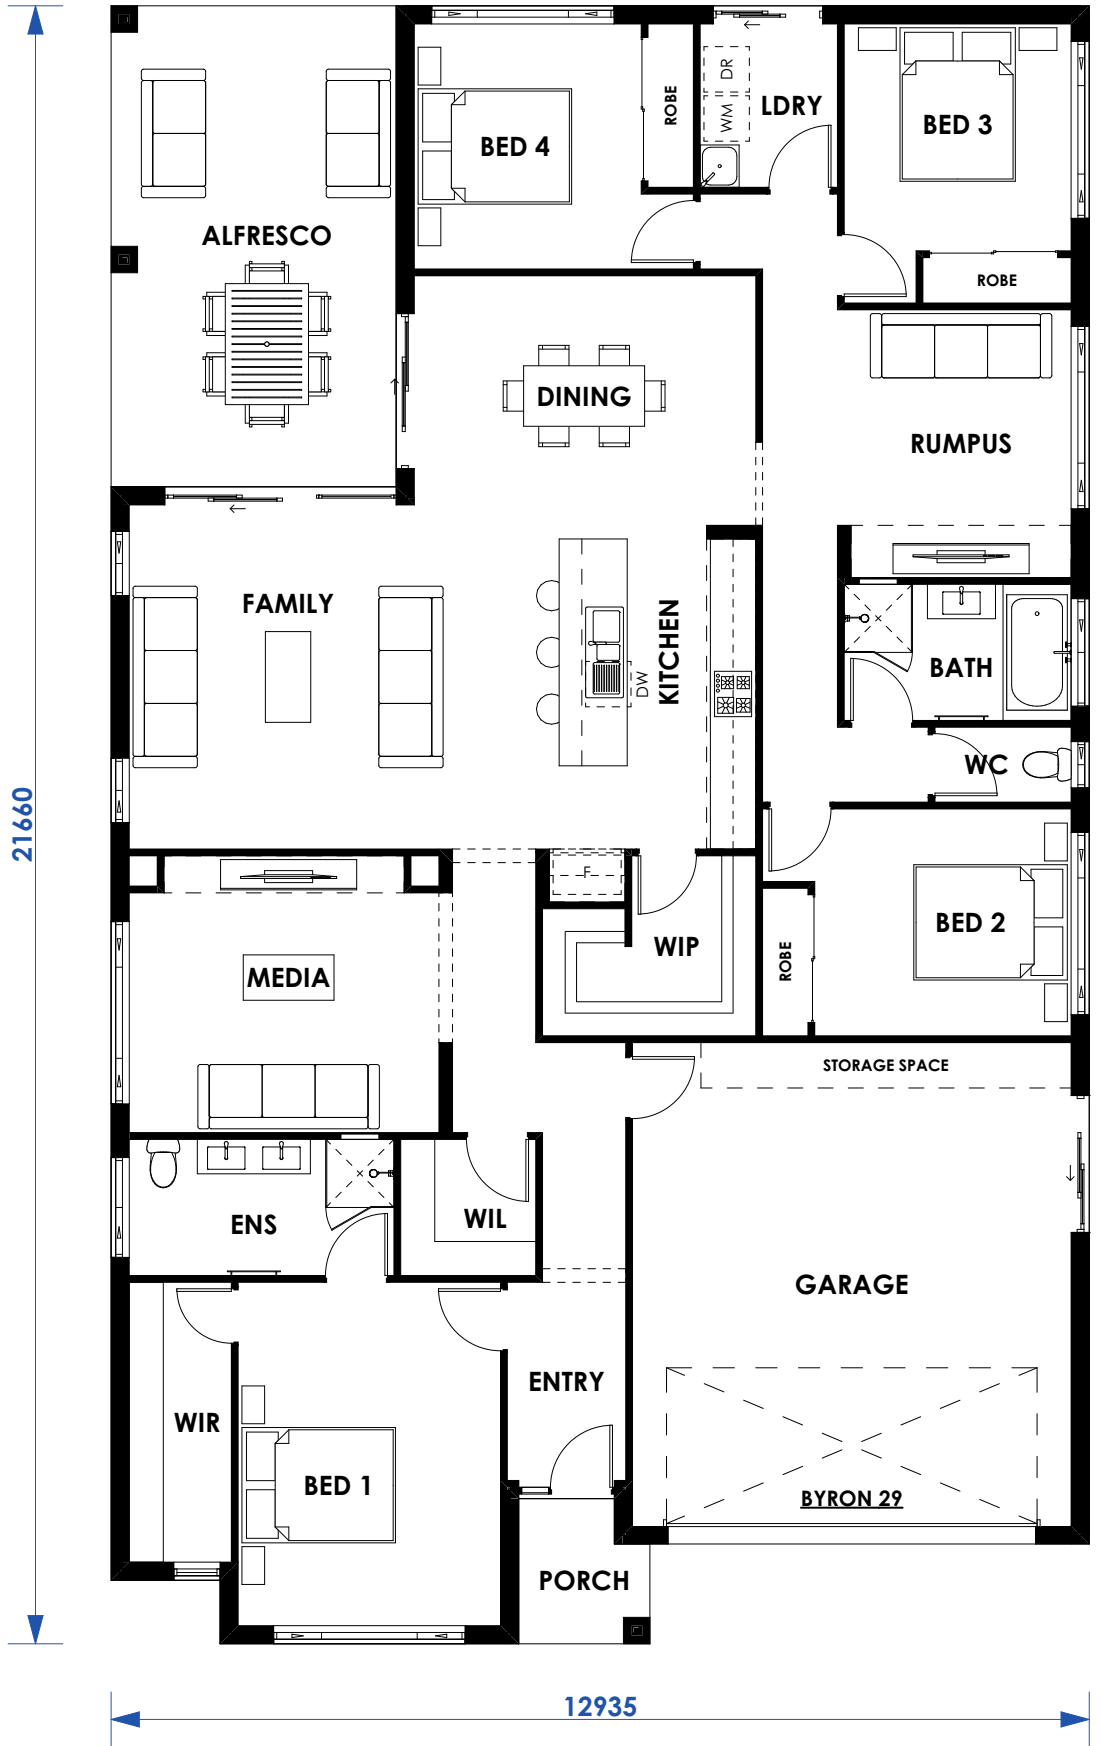 ROBE
DR
WM
LDRY
BED 3
BED 4
ALFRESCO
ROBE
DINING
RUMPUS
FAMILY
KITCHEN
DW
BATH
WC
21660
F
WIP
BED 2
ROBE
MEDIA
STORAGE SPACE
ENS
WIL
GARAGE
ENTRY
WIR
BED 1
BYRON 29
PORCH
12935